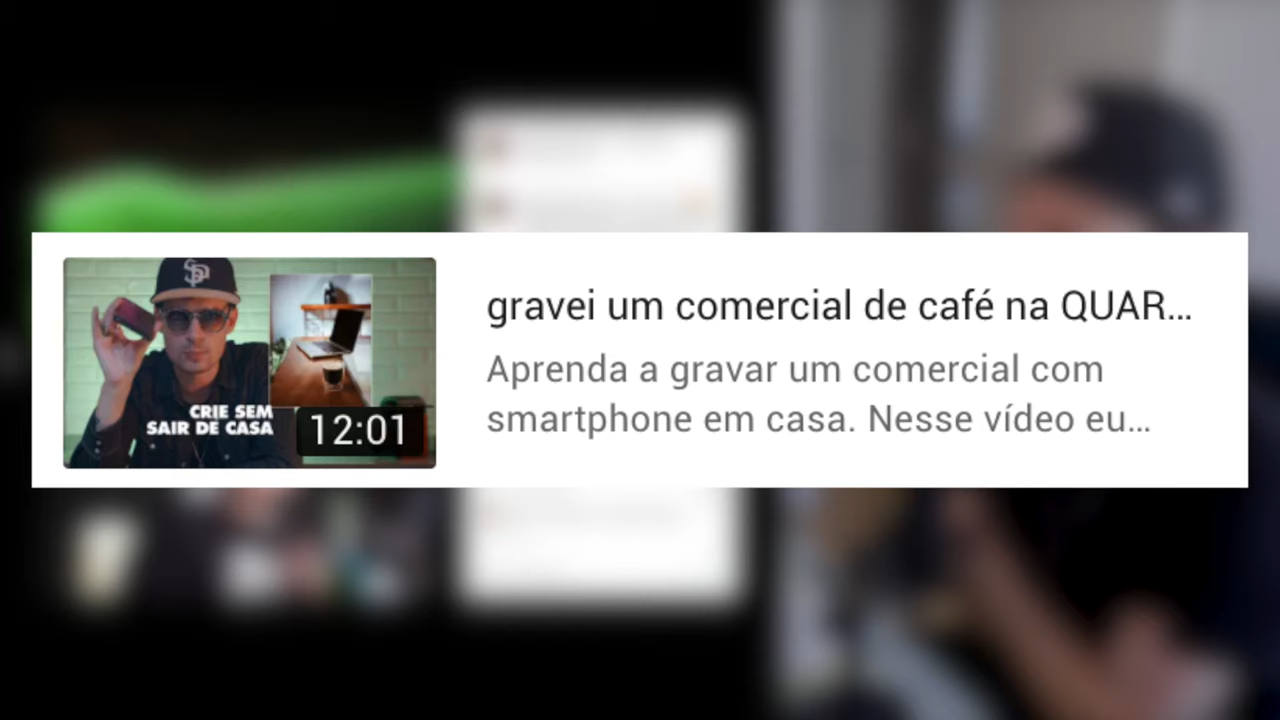 gravei um comercial de café na QUAR...
Aprenda a gravar um comercial com
smartphone em casa. Nesse vídeo eu...
CRIE SEM
SAIR DE CASA
12:01